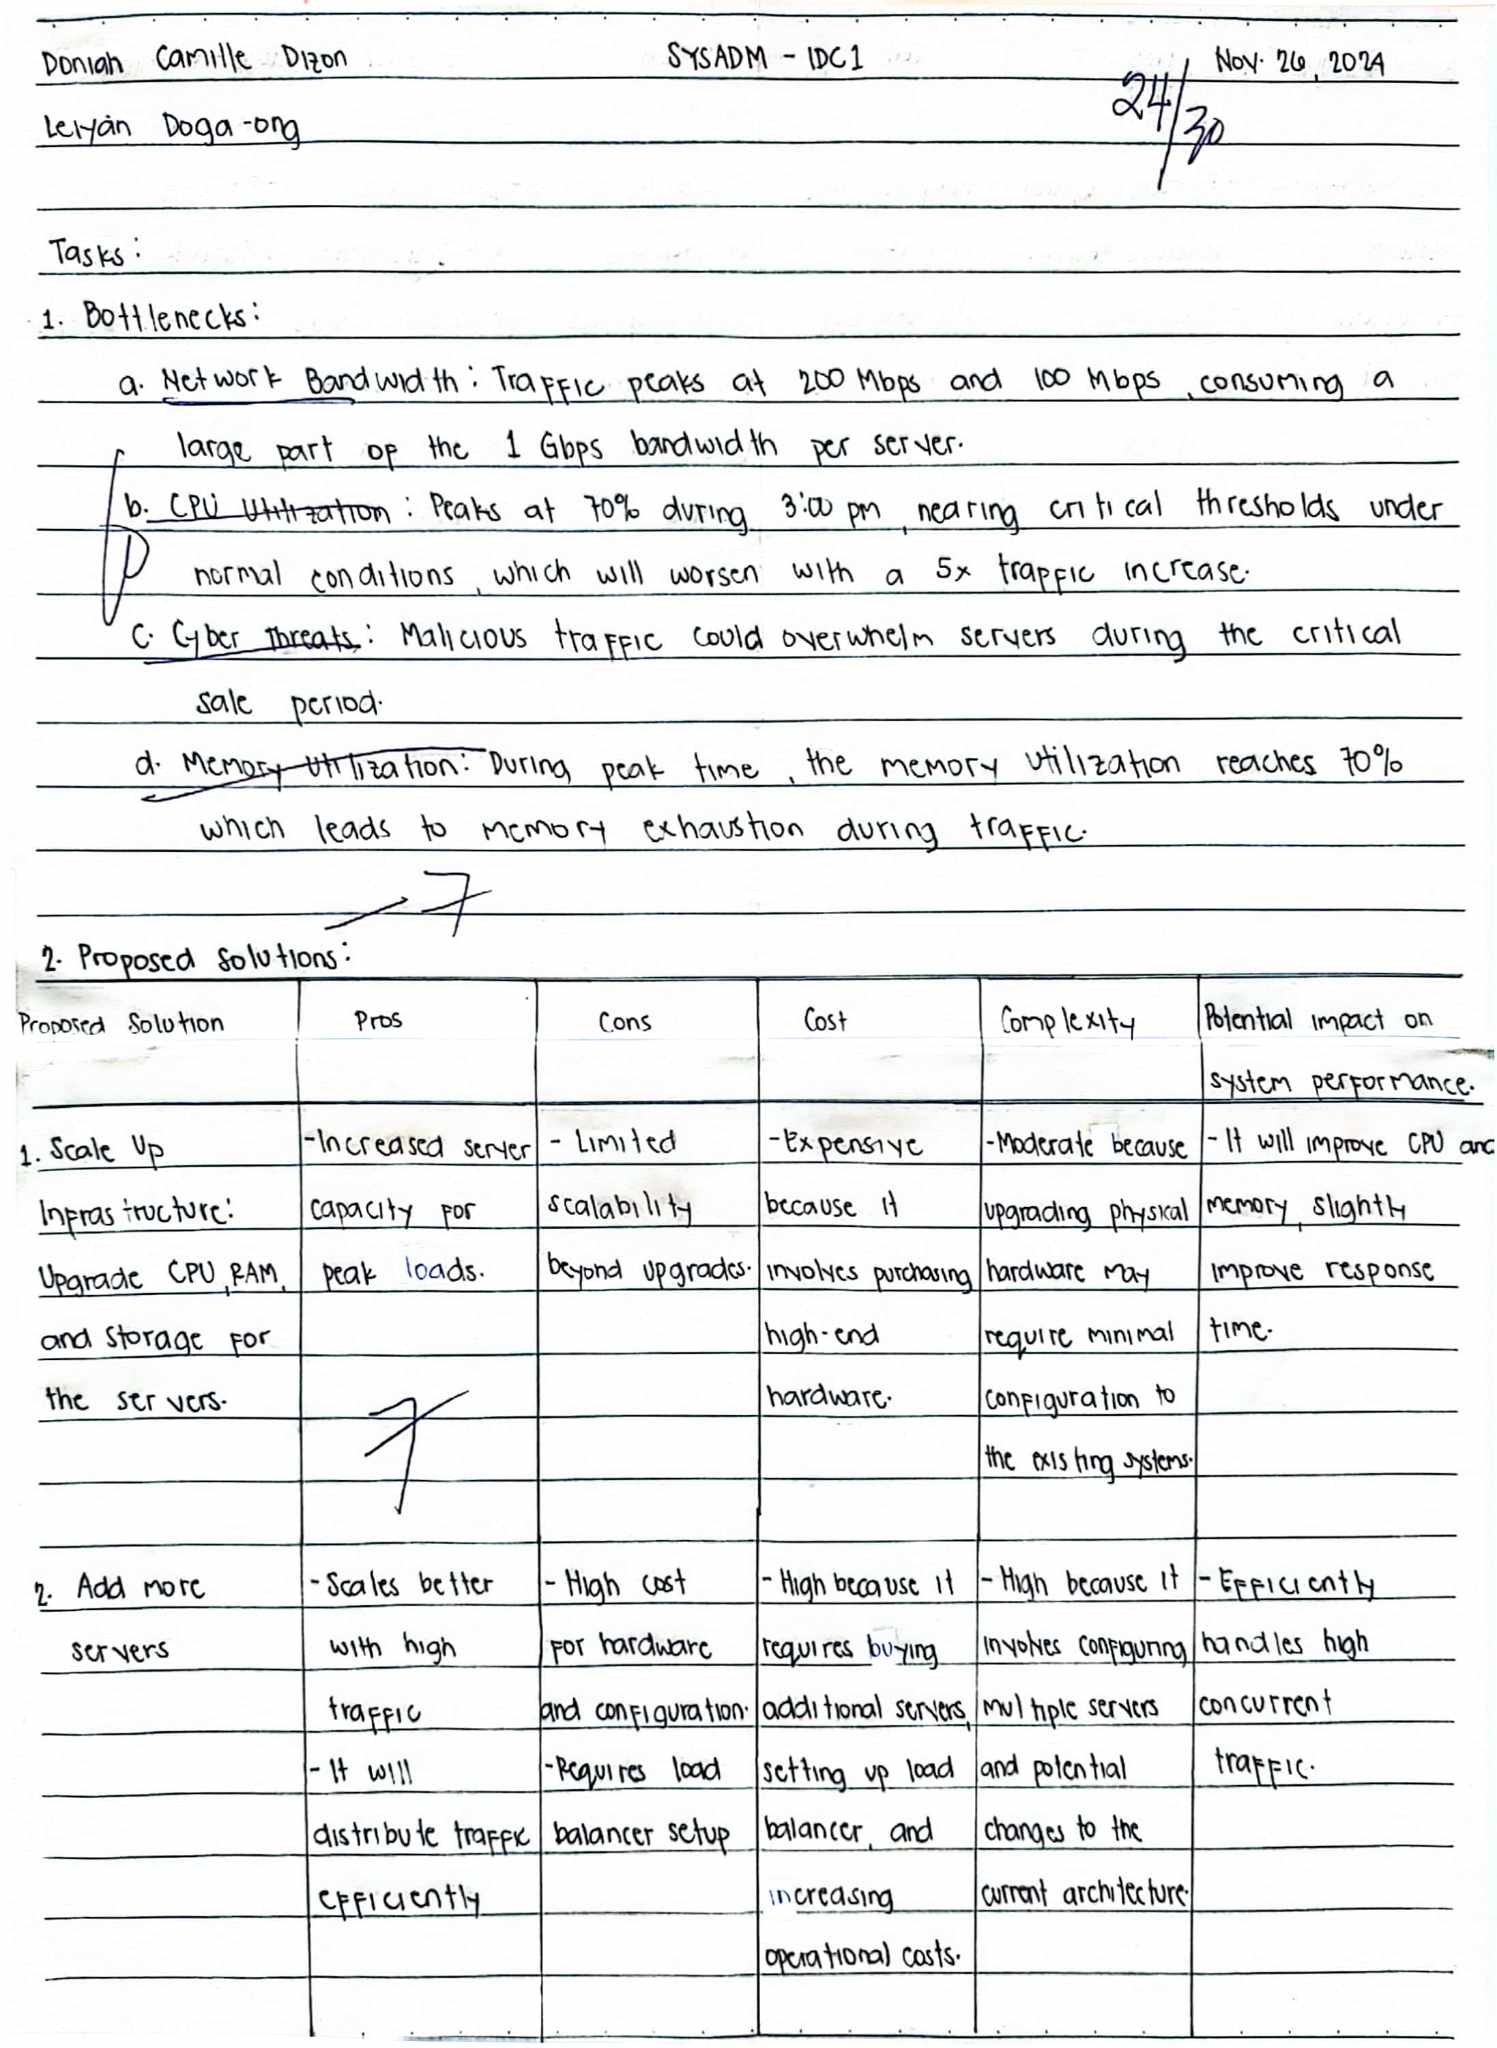 Doniah Camille Dizon SYSADM - IDC1 Nov. 26, 2024
Leiyan Doga-ong 24/30
Tasks:
1. Bottlenecks:
a. Network Bandwidth: Traffic peaks at 200 Mbps and 100 Mbps, consuming a
large part of the 1 Gbps bandwidth per server.
b. CPU Utilization: Peaks at 70% during 3:00 pm, nearing critical thresholds under
normal conditions, which will worsen with a 5x traffic increase.
c. Cyber Threats: Malicious traffic could overwhelm servers during the critical
sale period.
d. Memory Utilization: During peak time, the memory utilization reaches 70%
which leads to memory exhaustion during traffic.
7
2. Proposed Solutions:
Proposed Solution
Pros
Cons
Cost
Complexity
Potential impact on
system performance.
1. Scale Up
Infrastructure:
Upgrade CPU, RAM,
and storage for
the servers.
-Increased server
capacity for
peak loads.
7
- Limited
scalability
beyond upgrades.
-Expensive
because it
involves purchasing
high-end
hardware.
-Moderate because
upgrading physical
hardware may
require minimal
configuration to
the existing systems.
- It will improve CPU and
memory, slightly
improve response
time.
2. Add more
servers
- Scales better
with high
traffic
- It will
distribute traffic
efficiently
- High cost
for hardware
and configuration.
-Requires load
balancer setup
- High because it
requires buying
additional servers,
setting up load
balancer, and
increasing
operational costs.
- High because it
involves configuring
multiple servers
and potential
changes to the
current architecture.
- Efficiently
handles high
concurrent
traffic.